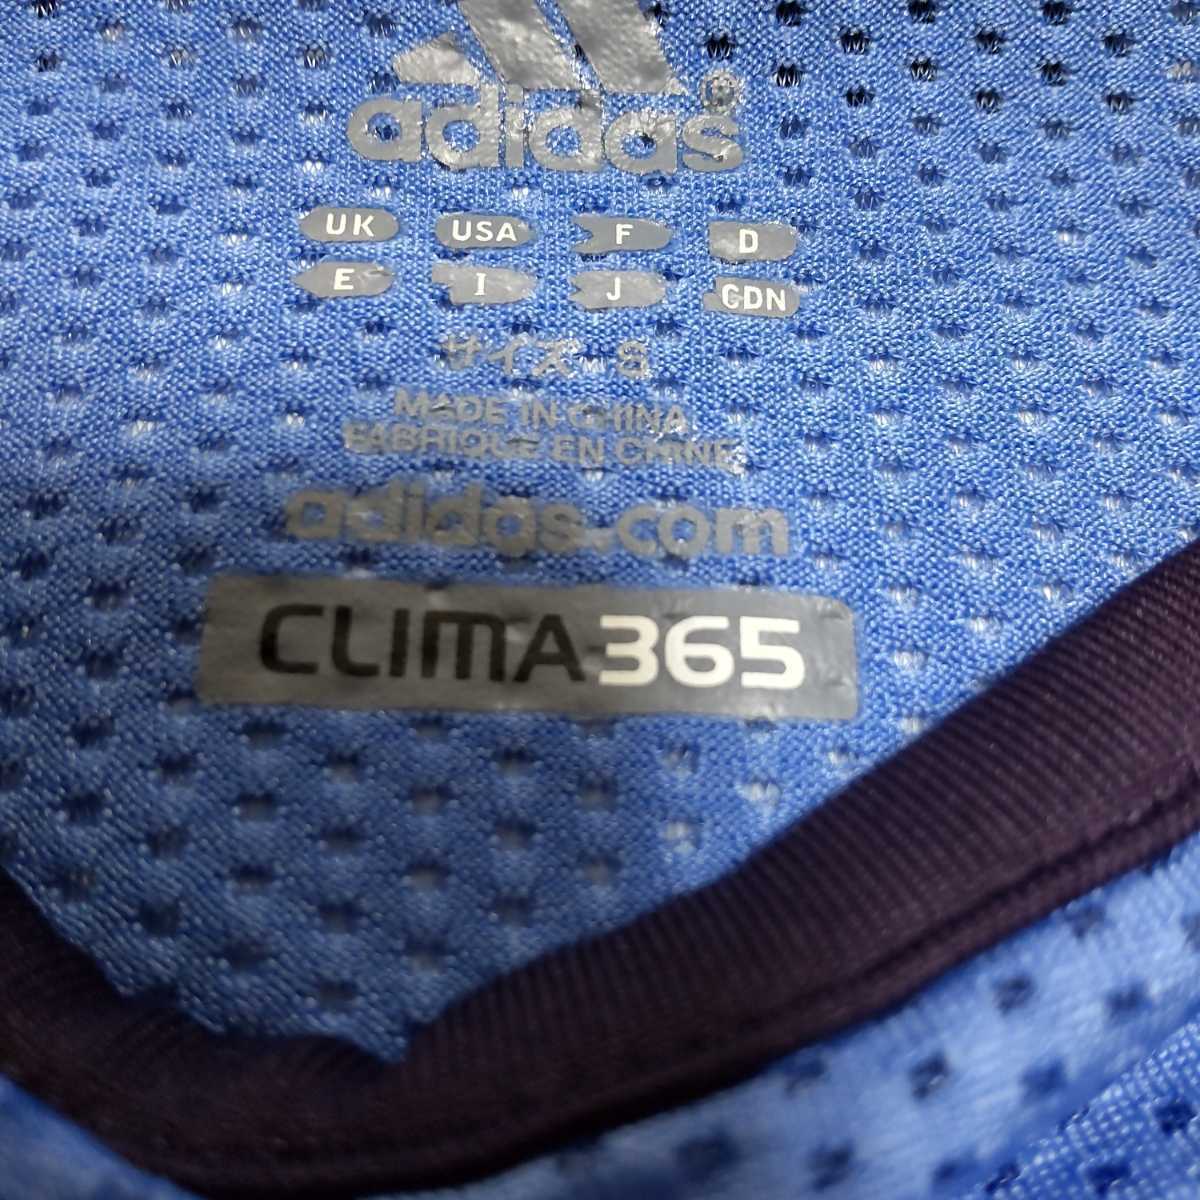 adidas®
UK USA F D
E I J CDN
サイズ S
MADE IN CHINA
FABRIQUE EN CHINE
adidas.com
CLIMA365